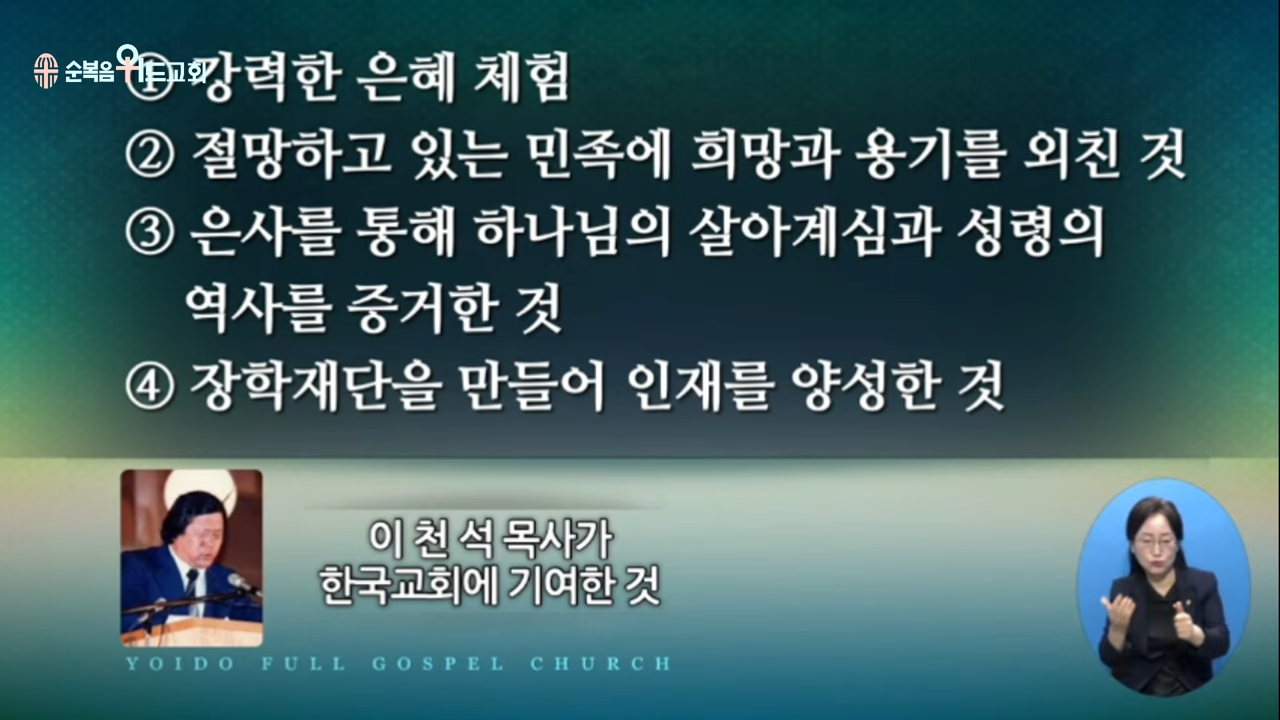 순복음위드교회
① 강력한 은혜 체험
② 절망하고 있는 민족에 희망과 용기를 외친 것
③ 은사를 통해 하나님의 살아계심과 성령의
역사를 증거한 것
④ 장학재단을 만들어 인재를 양성한 것
이 천 석 목사가
한국교회에 기여한 것
YOIDO FULL GOSPEL CHURCH